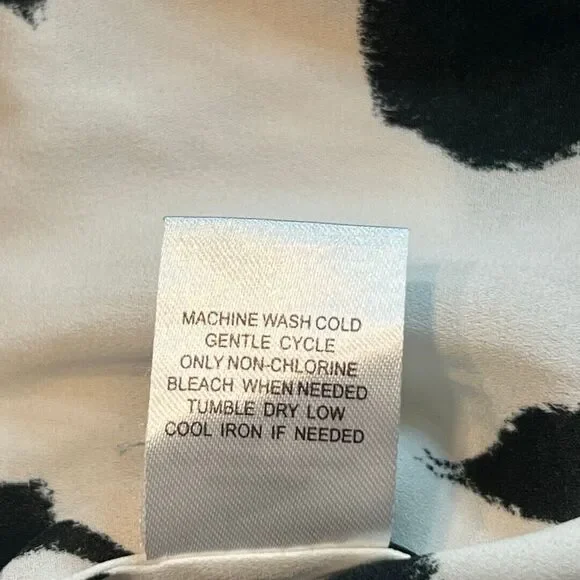 MACHINE WASH COLD
GENTLE CYCLE
ONLY NON-CHLORINE
BLEACH WHEN NEEDED
TUMBLE DRY LOW
COOL IRON IF NEEDED